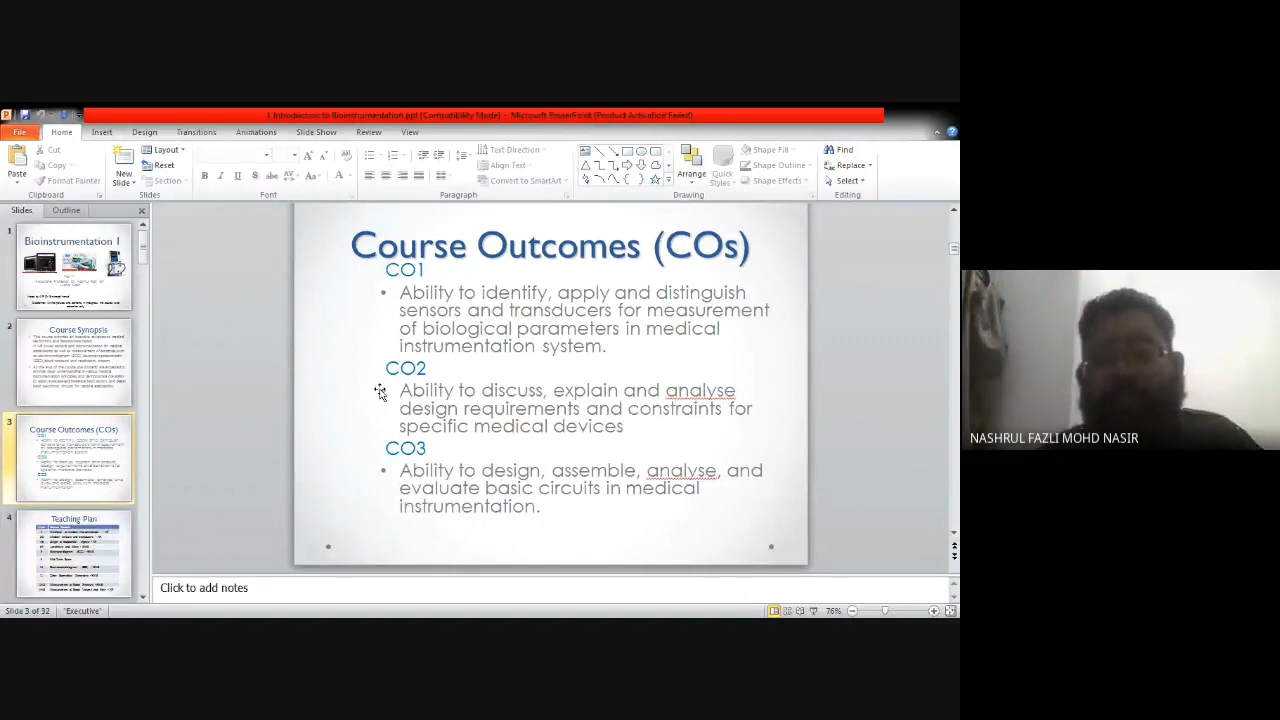 1 Introduction to Bioinstrumentation.ppt [Compatibility Mode] - Microsoft PowerPoint (Product Activation Failed)
File Home Insert Design Transitions Animations Slide Show Review View
Paste
Cut
Copy
Format Painter
Clipboard
New Slide
Layout
Reset
Section
Slides
Font
Text Direction
Align Text
Convert to SmartArt
Paragraph
Arrange
Quick Styles
Shape Fill
Shape Outline
Shape Effects
Drawing
Find
Replace
Select
Editing
Slides Outline
1
Bioinstrumentation 1
2
Course Synopsis
3
Course Outcomes (COs)
4
Teaching Plan
Course Outcomes (COs)
CO1
• Ability to identify, apply and distinguish
sensors and transducers for measurement
of biological parameters in medical
instrumentation system.
CO2
Ability to discuss, explain and analyse
design requirements and constraints for
specific medical devices
CO3
• Ability to design, assemble, analyse, and
evaluate basic circuits in medical
instrumentation.
Click to add notes
Slide 3 of 32 "Executive" 76%
NASHRUL FAZLI MOHD NASIR